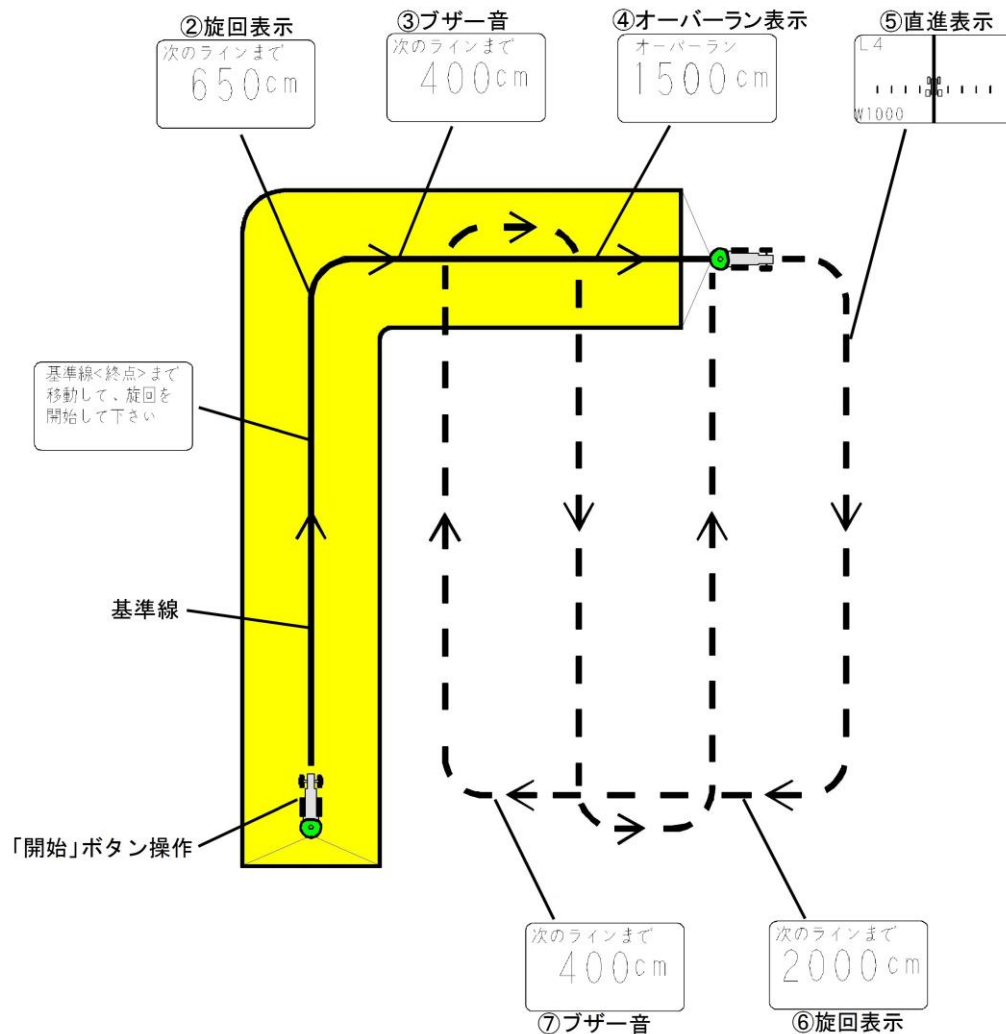 ②旋回表示
次のラインまで
650cm
③ブザー音
次のラインまで
400cm
④オーバーラン表示
オーバーラン
1500cm
⑤直進表示
L4
W1000
基準線<終点>まで
移動して、旋回を
開始して下さい
基準線
「開始」ボタン操作
次のラインまで
400cm
⑦ブザー音
次のラインまで
2000cm
⑥旋回表示